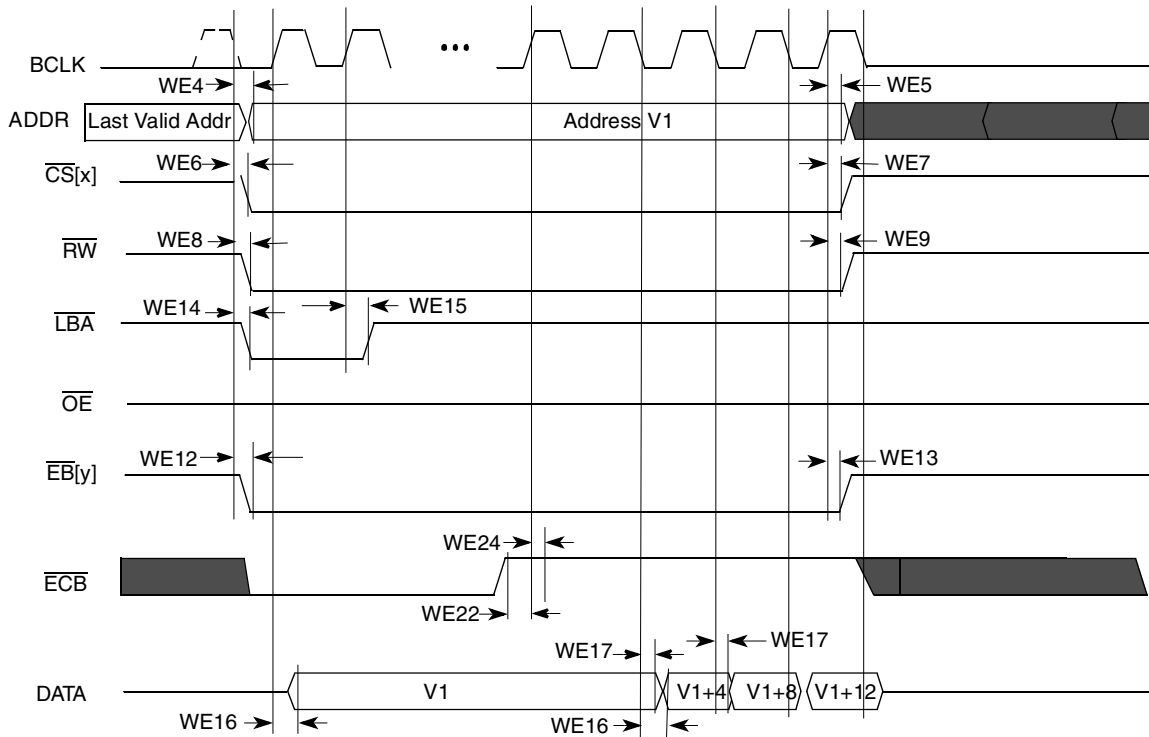 BCLK
•••
WE4
WE5
ADDR
Last Valid Addr
Address V1
WE6
WE7
CS[x]
WE8
WE9
RW
WE14
WE15
LBA
OE
WE12
WE13
EB[y]
WE24
ECB
WE22
WE17
WE17
DATA
V1
V1+4
V1+8
V1+12
WE16
WE16